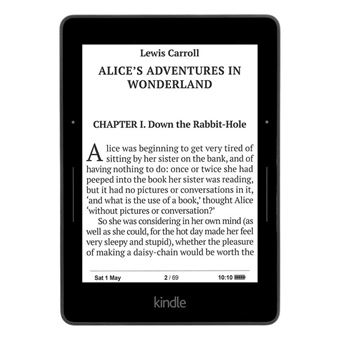 Lewis Carroll
ALICE'S ADVENTURES IN
WONDERLAND
CHAPTER I. Down the Rabbit-Hole
Alice was beginning to get very tired of
sitting by her sister on the bank, and of
having nothing to do: once or twice she had
peeped into the book her sister was reading,
but it had no pictures or conversations in it,
‘and what is the use of a book,’ thought Alice
‘without pictures or conversation?’
So she was considering in her own mind (as
well as she could, for the hot day made her feel
very sleepy and stupid), whether the pleasure
of making a daisy-chain would be worth the
Sat 1 May 2 / 69 10:10
kindle